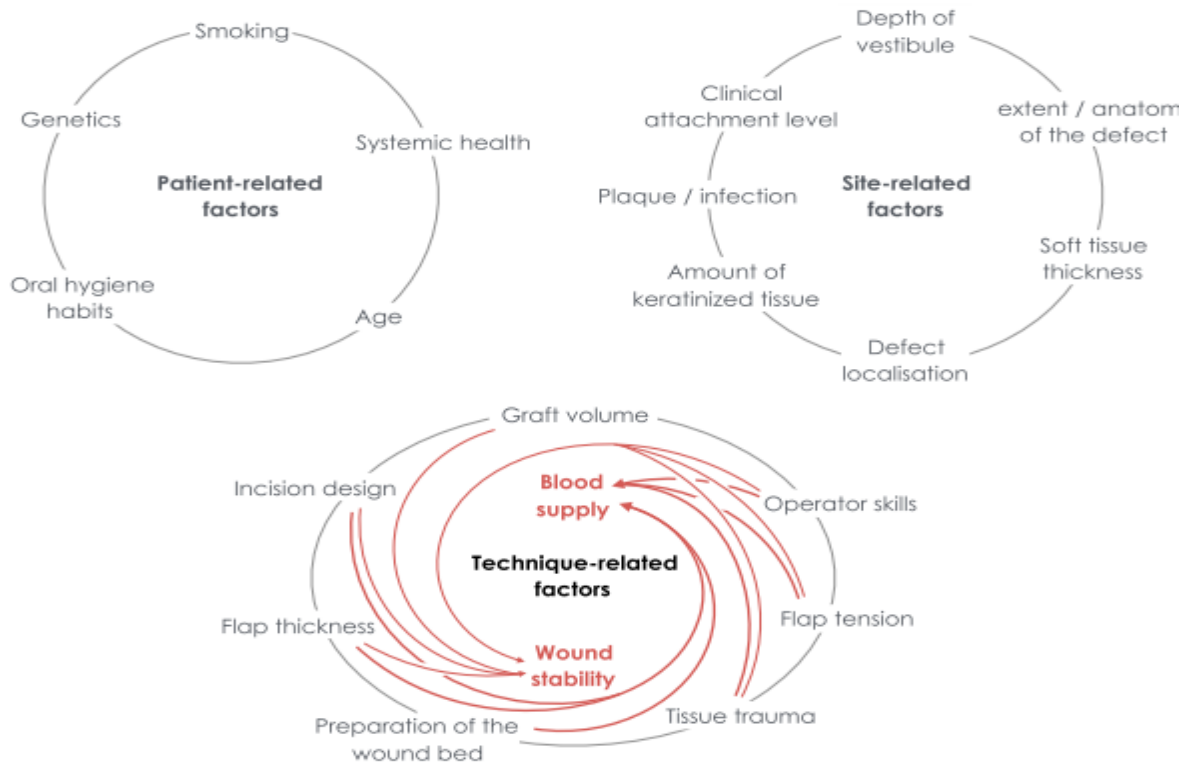 Smoking
Genetics
Systemic health
Patient-related
factors
Oral hygiene
habits
Age
Depth of
vestibule
Clinical
attachment level
extent / anatom
of the defect
Plaque / infection
Site-related
factors
Soft tissue
thickness
Amount of
keratinized tissue
Defect
localisation
Graft volume
Incision design
Blood
supply
Operator skills
Technique-related
factors
Flap thickness
Flap tension
Wound
stability
Preparation of the
wound bed
Tissue trauma